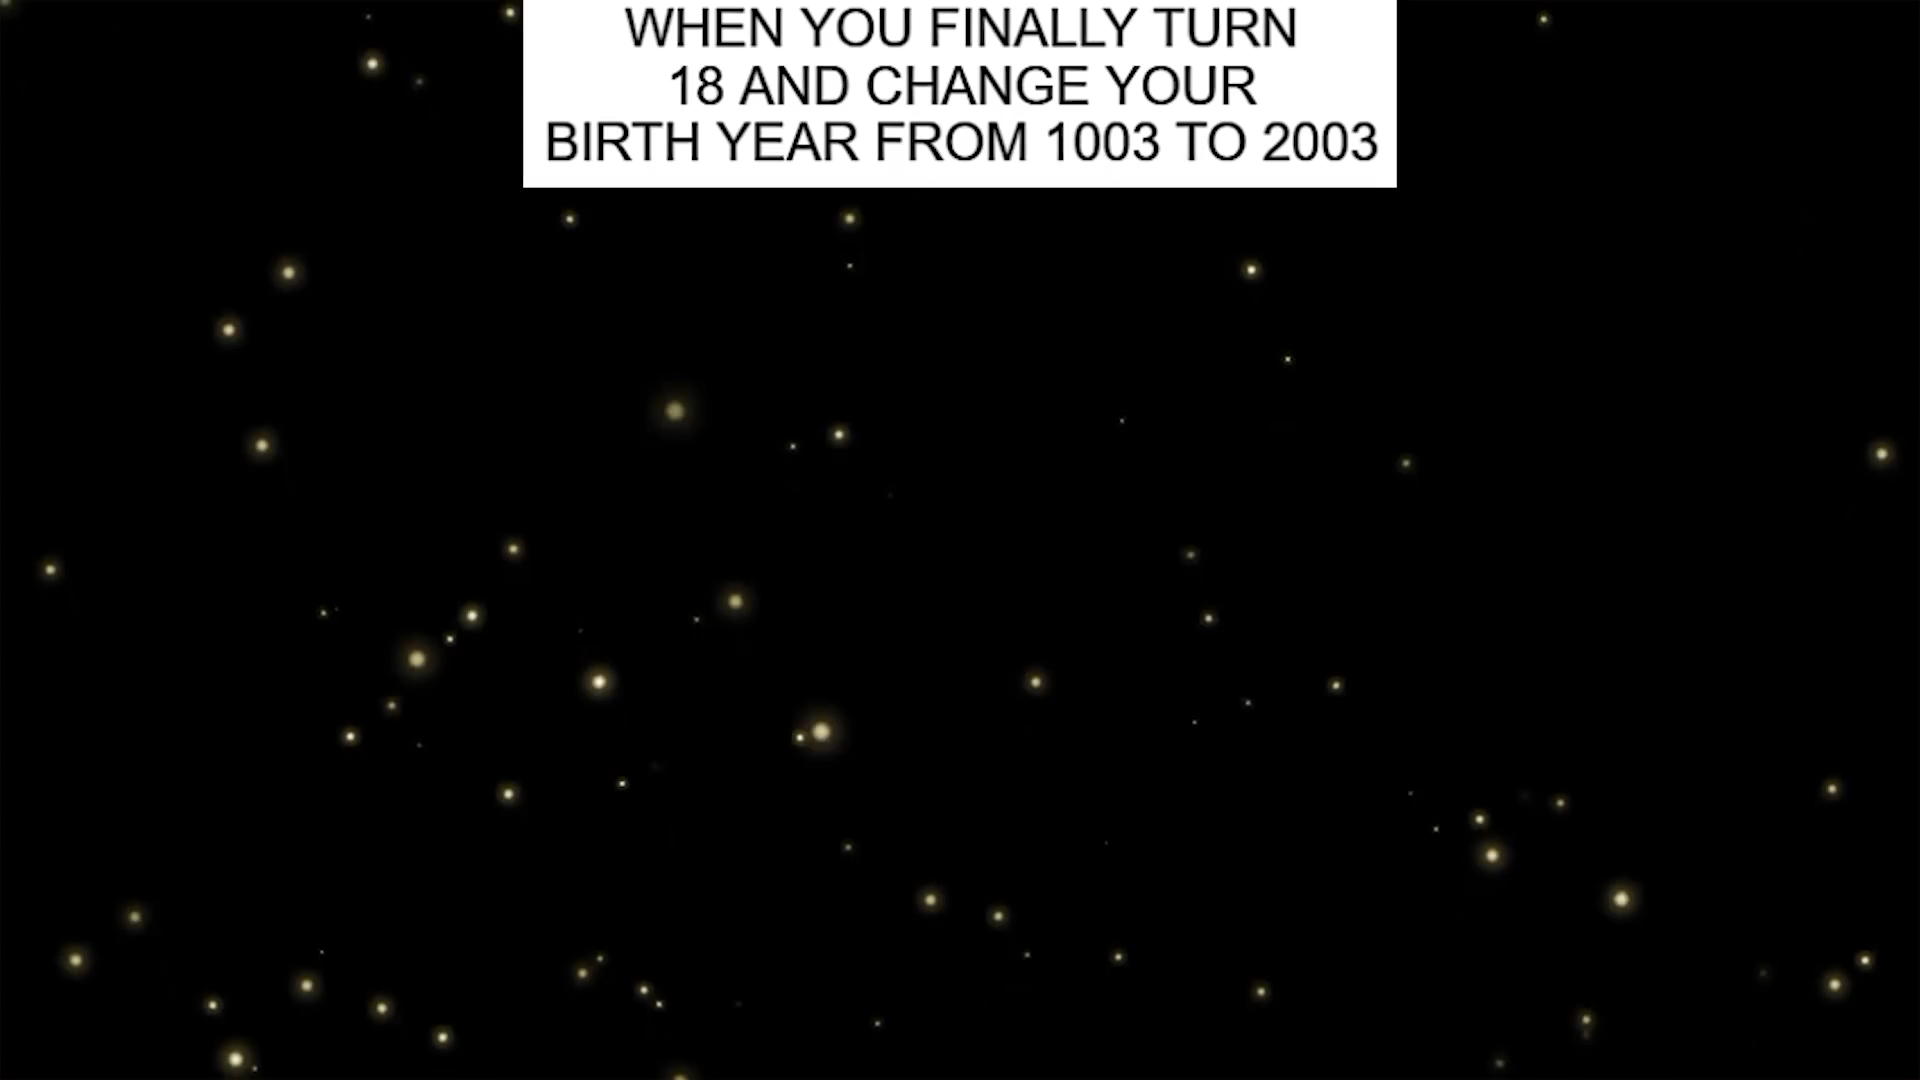 WHEN YOU FINALLY TURN
18 AND CHANGE YOUR
BIRTH YEAR FROM 1003 TO 2003